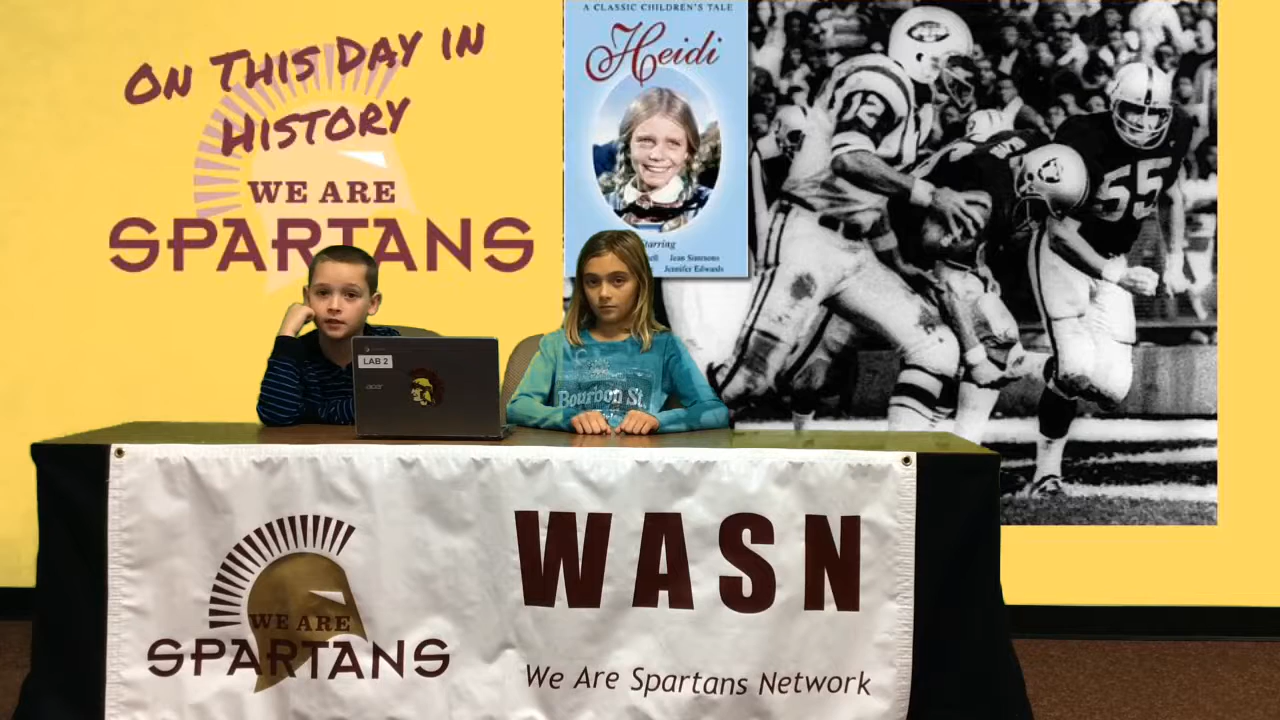 On This Day in
History
WE ARE
SPARTANS
A CLASSIC CHILDREN'S TALE
Heidi
Starring
Jean Simmons
Jennifer Edwards
12
55
LAB 2
acer
Bourbon St.
WE ARE
SPARTANS
WASN
We Are Spartans Network